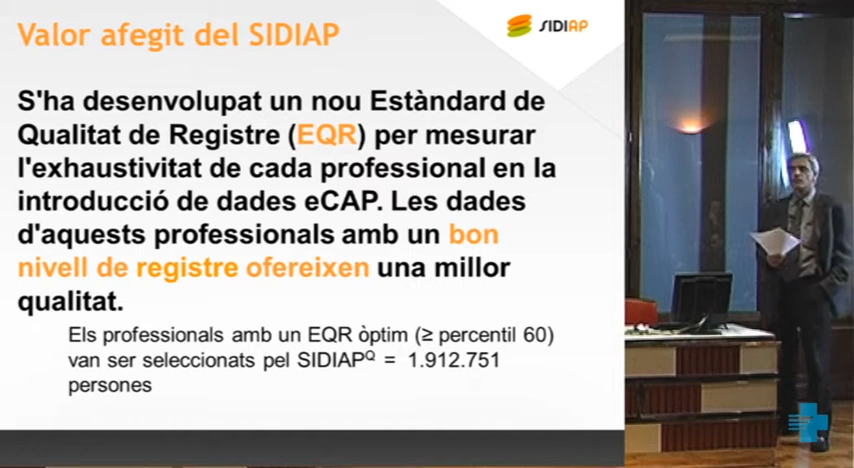 Valor afegit del SIDIAP
SIDIAP
S'ha desenvolupat un nou Estàndard de
Qualitat de Registre (EQR) per mesurar
l'exhaustivitat de cada professional en la
introducció de dades eCAP. Les dades
d'aquests professionals amb un bon
nivell de registre ofereixen una millor
qualitat.
Els professionals amb un EQR òptim (≥ percentil 60)
van ser seleccionats pel SIDIAPQ = 1.912.751
persones